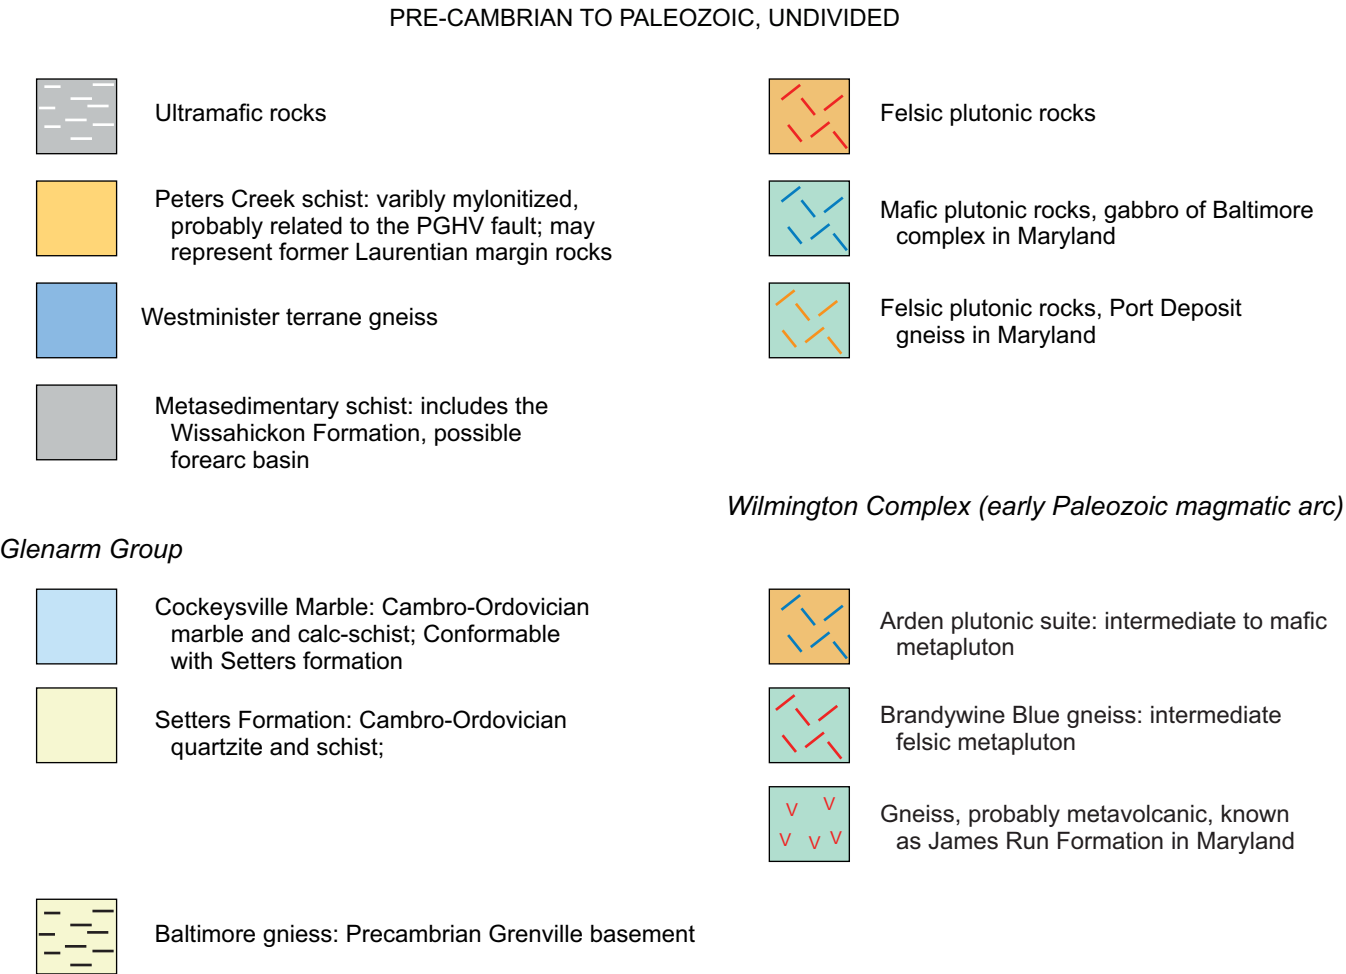 PRE-CAMBRIAN TO PALEOZOIC, UNDIVIDED
Ultramafic rocks
Peters Creek schist: varibly mylonitized,
probably related to the PGHV fault; may
represent former Laurentian margin rocks
Westminister terrane gneiss
Metasedimentary schist: includes the
Wissahickon Formation, possible
forearc basin
Glenarm Group
Cockeysville Marble: Cambro-Ordovician
marble and calc-schist; Conformable
with Setters formation
Setters Formation: Cambro-Ordovician
quartzite and schist;
Baltimore gniess: Precambrian Grenville basement
Felsic plutonic rocks
Mafic plutonic rocks, gabbro of Baltimore
complex in Maryland
Felsic plutonic rocks, Port Deposit
gneiss in Maryland
Wilmington Complex (early Paleozoic magmatic arc)
Arden plutonic suite: intermediate to mafic
metapluton
Brandywine Blue gneiss: intermediate
felsic metapluton
Gneiss, probably metavolcanic, known
as James Run Formation in Maryland